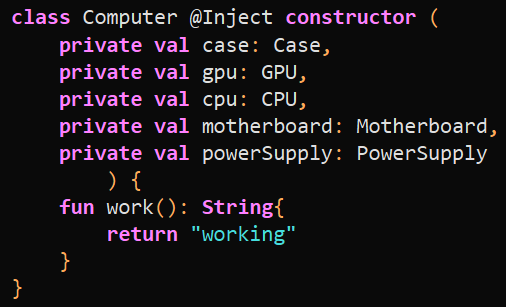 class Computer @Inject constructor (
    private val case: Case,
    private val gpu: GPU,
    private val cpu: CPU,
    private val motherboard: Motherboard,
    private val powerSupply: PowerSupply
        ) {
    fun work(): String{
        return "working"
    }
}